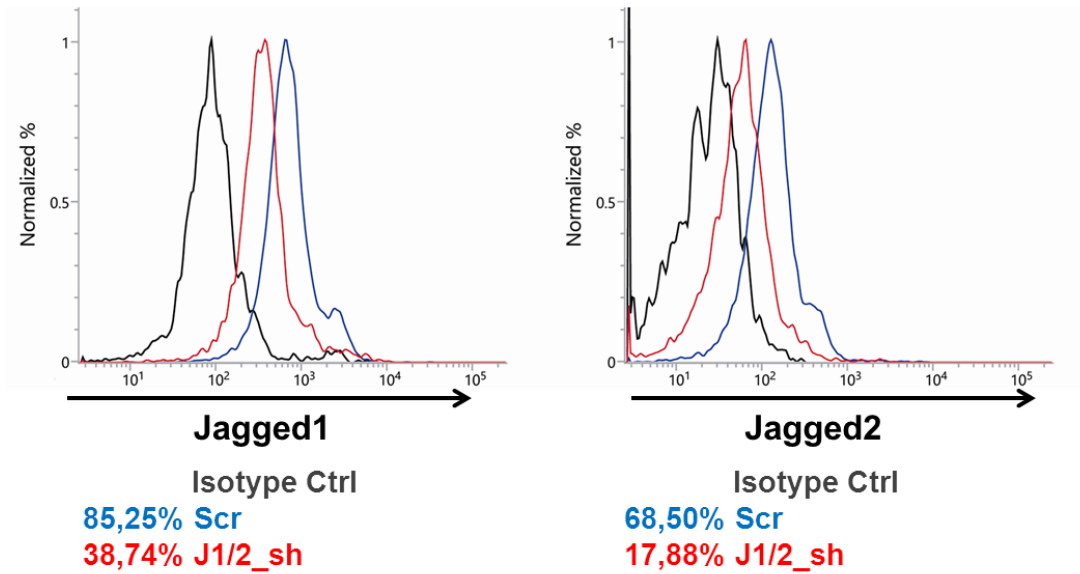 Normalized %
1
0.5
0
10¹ 10² 10³ 10⁴ 10⁵
Jagged1
Isotype Ctrl
85,25% Scr
38,74% J1/2_sh
Normalized %
1
0.5
0
10¹ 10² 10³ 10⁴ 10⁵
Jagged2
Isotype Ctrl
68,50% Scr
17,88% J1/2_sh